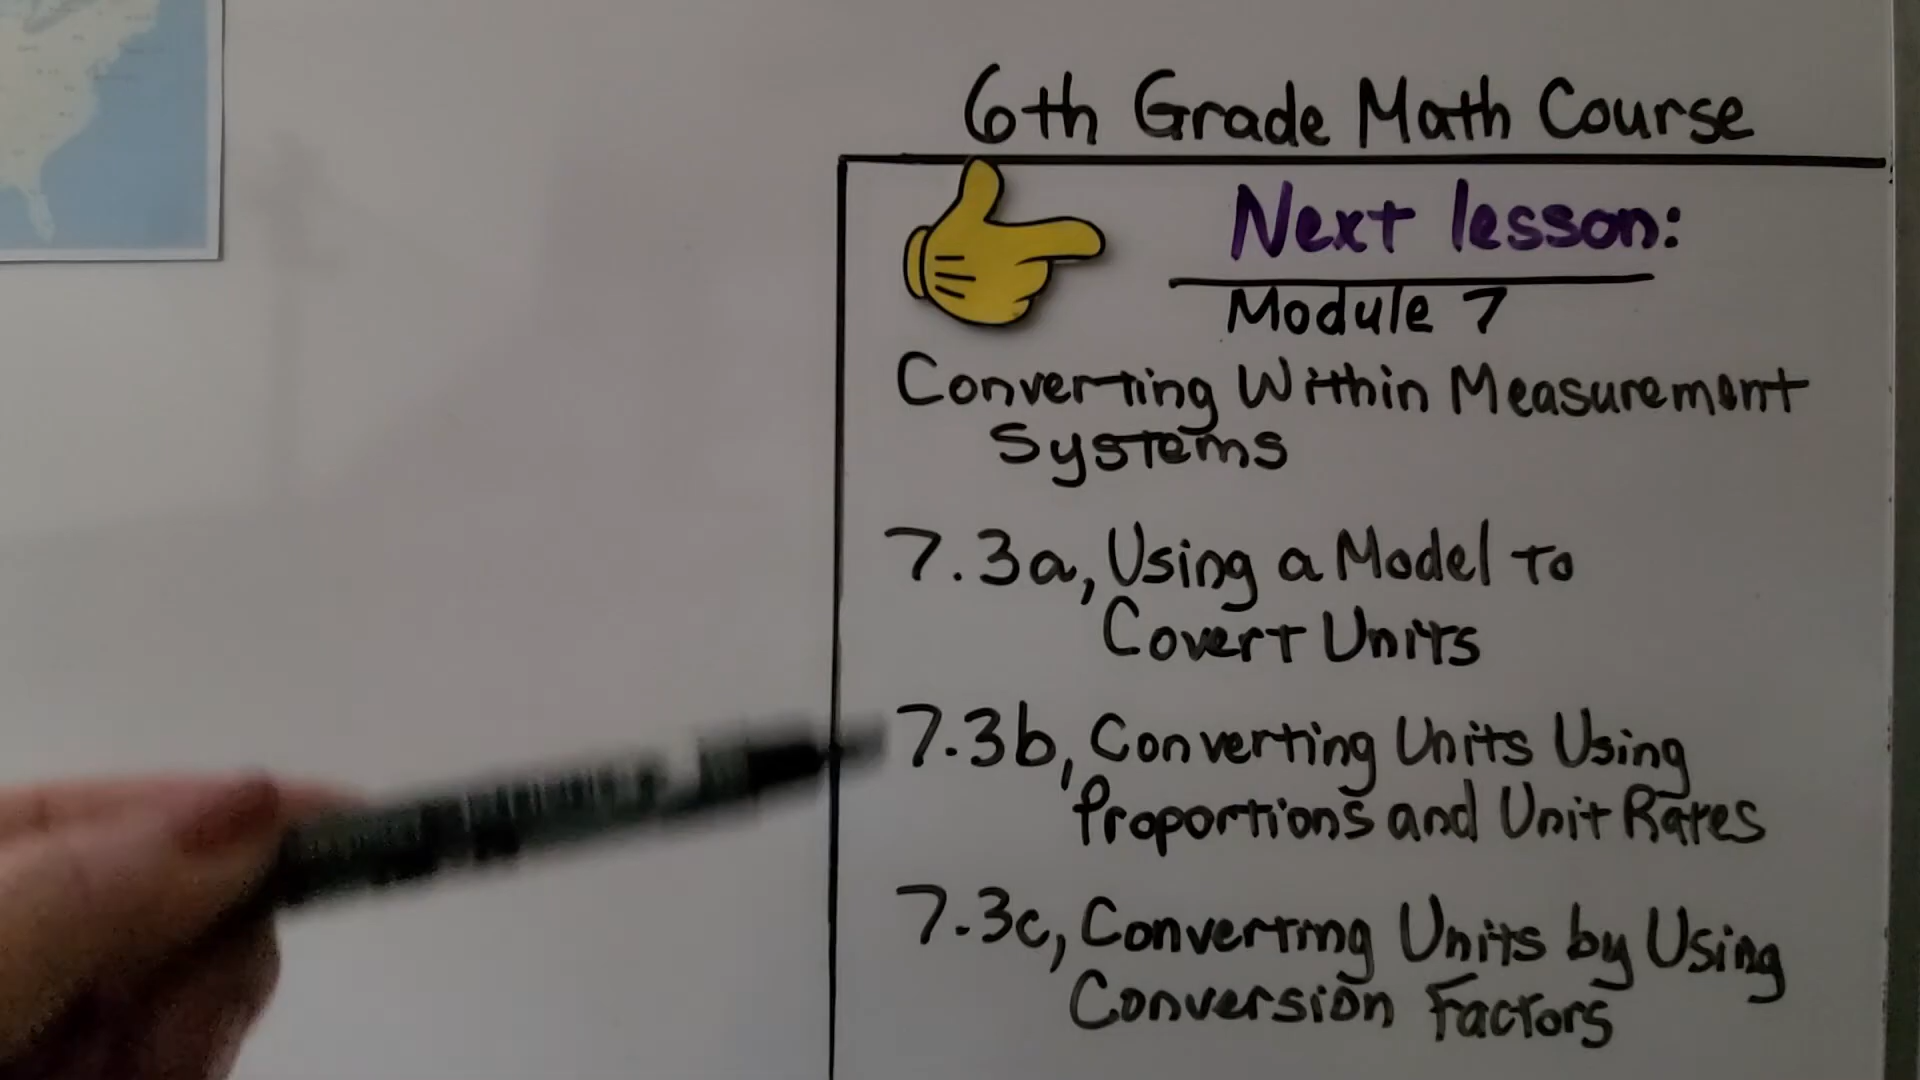 6th Grade Math Course
Next lesson:
Module 7
Converting Within Measurement
Systems
7.3a, Using a Model to
Covert Units
7.3b, Converting Units Using
Proportions and Unit Rates
7.3c, Converting Units by Using
Conversion Factors